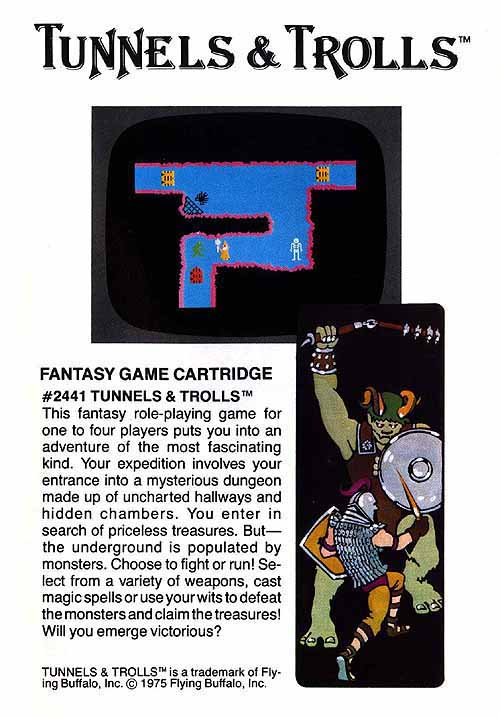 TUNNELS & TROLLS™
FANTASY GAME CARTRIDGE
#2441 TUNNELS & TROLLS™
This fantasy role-playing game for
one to four players puts you into an
adventure of the most fascinating
kind. Your expedition involves your
entrance into a mysterious dungeon
made up of uncharted hallways and
hidden chambers. You enter in
search of priceless treasures. But—
the underground is populated by
monsters. Choose to fight or run! Se-
lect from a variety of weapons, cast
magic spells or use your wits to defeat
the monsters and claim the treasures!
Will you emerge victorious?
TUNNELS & TROLLS™ is a trademark of Fly-
ing Buffalo, Inc. © 1975 Flying Buffalo, Inc.